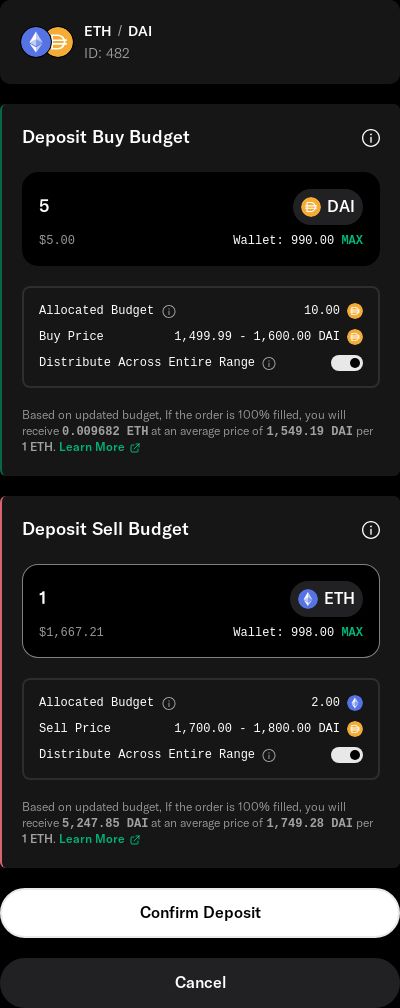 ETH / DAI
ID: 482
Deposit Buy Budget
5 DAI
$5.00 Wallet: 990.00 MAX
Allocated Budget 10.00
Buy Price 1,499.99 - 1,600.00 DAI
Distribute Across Entire Range
Based on updated budget, If the order is 100% filled, you will
receive 0.009682 ETH at an average price of 1,549.19 DAI per
1 ETH. Learn More
Deposit Sell Budget
1 ETH
$1,667.21 Wallet: 998.00 MAX
Allocated Budget 2.00
Sell Price 1,700.00 - 1,800.00 DAI
Distribute Across Entire Range
Based on updated budget, If the order is 100% filled, you will
receive 5,247.85 DAI at an average price of 1,749.28 DAI per
1 ETH. Learn More
Confirm Deposit
Cancel